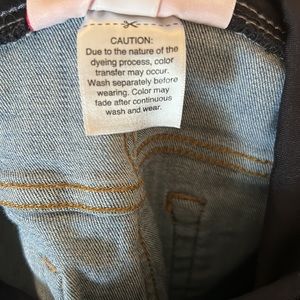 CAUTION:
Due to the nature of the
dyeing process, color
transfer may occur.
Wash separately before
wearing. Color may
fade after continuous
wash and wear.